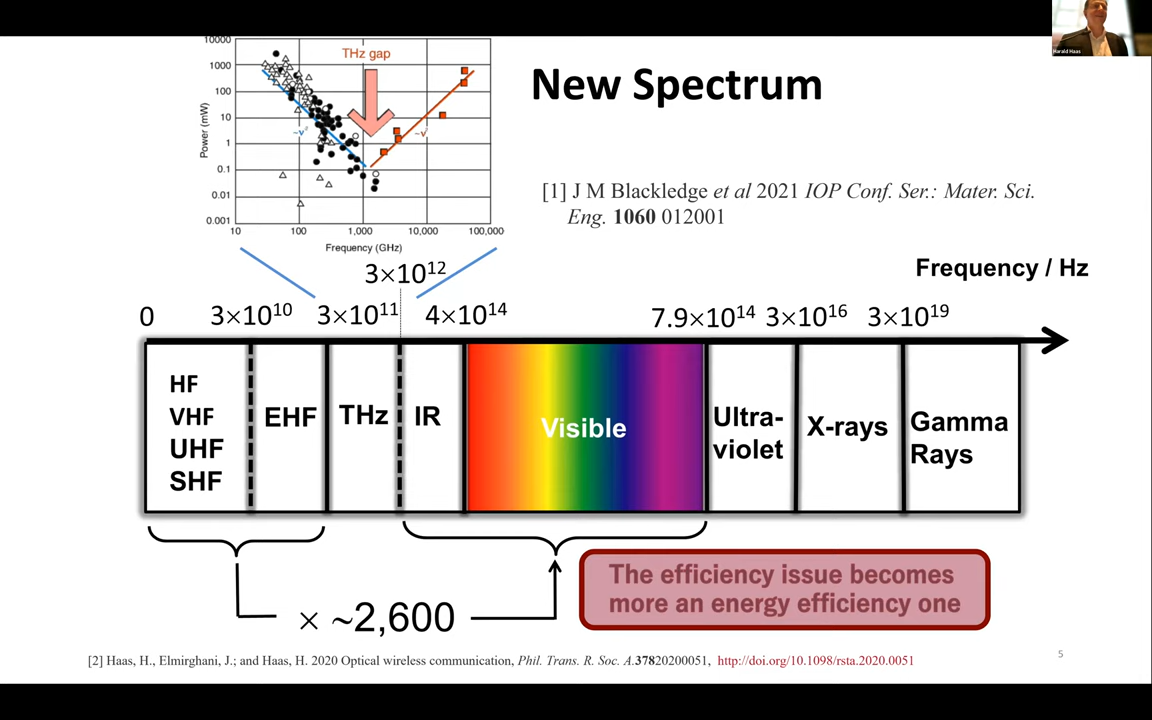 Harald Haas
New Spectrum
10000
1000
100
10
1
0.1
0.01
0.001
Power (mW)
THz gap
10
100
1,000
10,000
100,000
Frequency (GHz)
[1] J M Blackledge et al 2021 IOP Conf. Ser.: Mater. Sci.
Eng. 1060 012001
Frequency / Hz
3×10¹²
0
3×10¹⁰
3×10¹¹
4×10¹⁴
7.9×10¹⁴
3×10¹⁶
3×10¹⁹
HF
VHF
UHF
SHF
EHF
THz
IR
Visible
Ultra-
violet
X-rays
Gamma
Rays
× ~2,600
The efficiency issue becomes
more an energy efficiency one
[2] Haas, H., Elmirghani, J.; and Haas, H. 2020 Optical wireless communication, Phil. Trans. R. Soc. A.37820200051, http://doi.org/10.1098/rsta.2020.0051
5